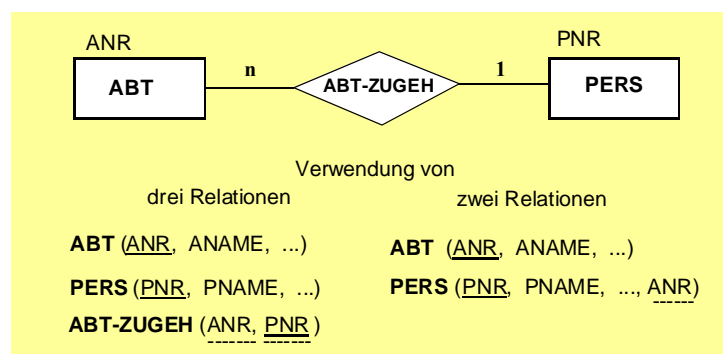 ANR PNR
ABT n ABT-ZUGEH 1 PERS
Verwendung von
drei Relationen zwei Relationen
ABT (ANR, ANAME, ...) ABT (ANR, ANAME, ...)
PERS (PNR, PNAME, ...) PERS (PNR, PNAME, ..., ANR)
ABT-ZUGEH (ANR, PNR )